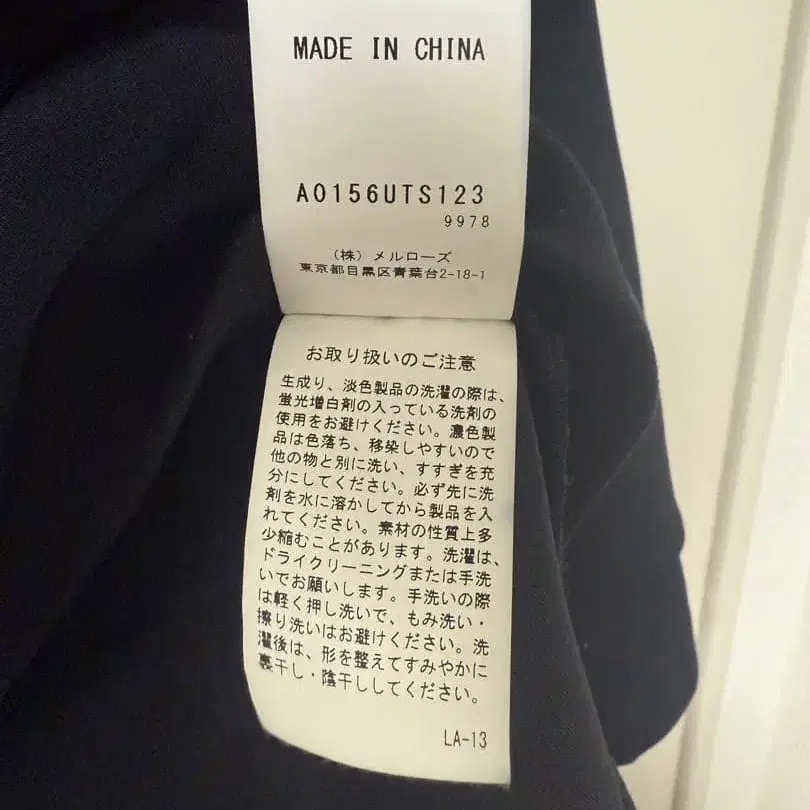 MADE IN CHINA
A0156UTS123
9978
(株) メルローズ
東京都目黒区青葉台2-18-1
お取り扱いのご注意
生成り、淡色製品の洗濯の際は、
蛍光増白剤の入っている洗剤の
使用をお避けください。濃色製
品は色落ち、移染しやすいので
他の物と別に洗い、すすぎを充
分にしてください。必ず先に洗
剤を水に溶かしてから製品を入
れてください。素材の性質上多
少縮むことがあります。洗濯は、
ドライクリーニングまたは手洗
いでお願いします。手洗いの際
は軽く押し洗いで、もみ洗い・
擦り洗いはお避けください。洗
濯後は、形を整えてすみやかに
裏干し・陰干ししてください。
LA-13